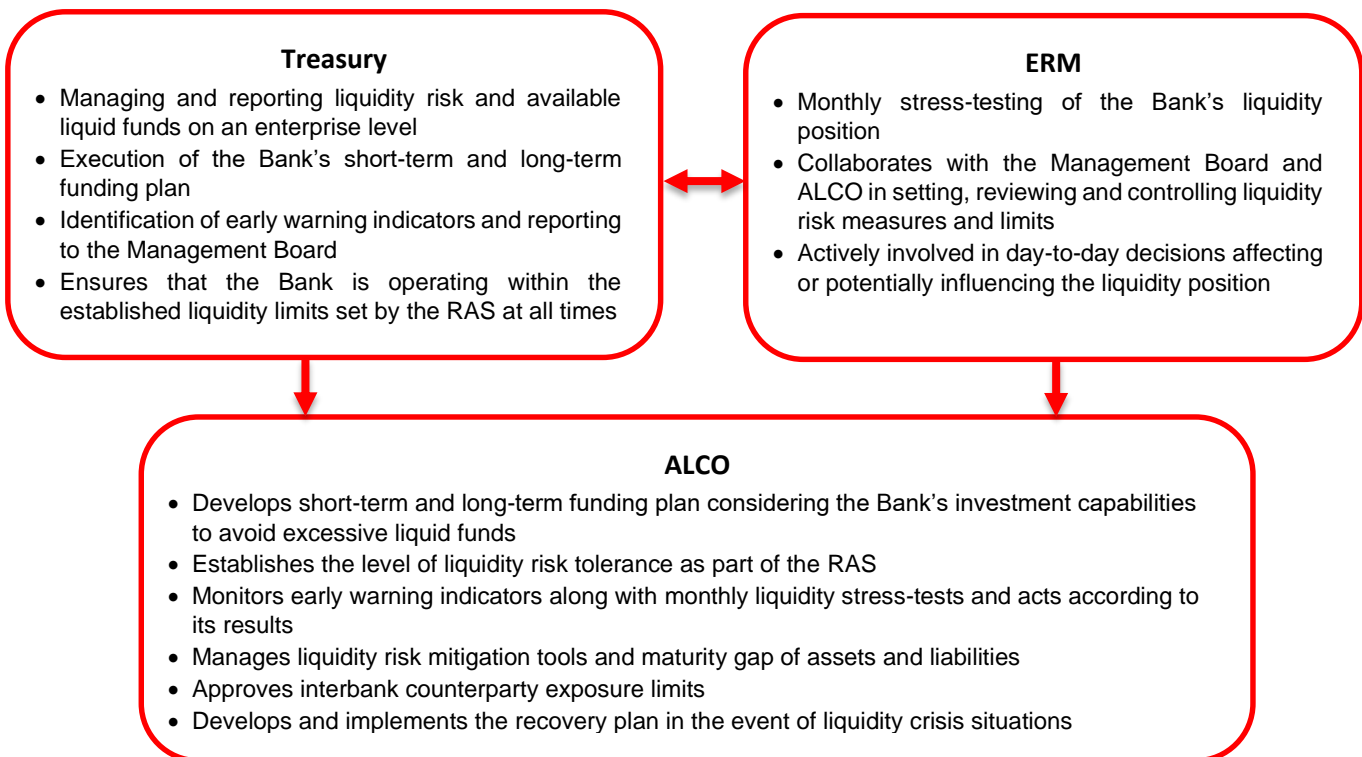 Treasury
• Managing and reporting liquidity risk and available
liquid funds on an enterprise level
• Execution of the Bank's short-term and long-term
funding plan
• Identification of early warning indicators and reporting
to the Management Board
• Ensures that the Bank is operating within the
established liquidity limits set by the RAS at all times
ERM
• Monthly stress-testing of the Bank's liquidity
position
• Collaborates with the Management Board and
ALCO in setting, reviewing and controlling liquidity
risk measures and limits
• Actively involved in day-to-day decisions affecting
or potentially influencing the liquidity position
ALCO
• Develops short-term and long-term funding plan considering the Bank's investment capabilities
to avoid excessive liquid funds
• Establishes the level of liquidity risk tolerance as part of the RAS
• Monitors early warning indicators along with monthly liquidity stress-tests and acts according to
its results
• Manages liquidity risk mitigation tools and maturity gap of assets and liabilities
• Approves interbank counterparty exposure limits
• Develops and implements the recovery plan in the event of liquidity crisis situations